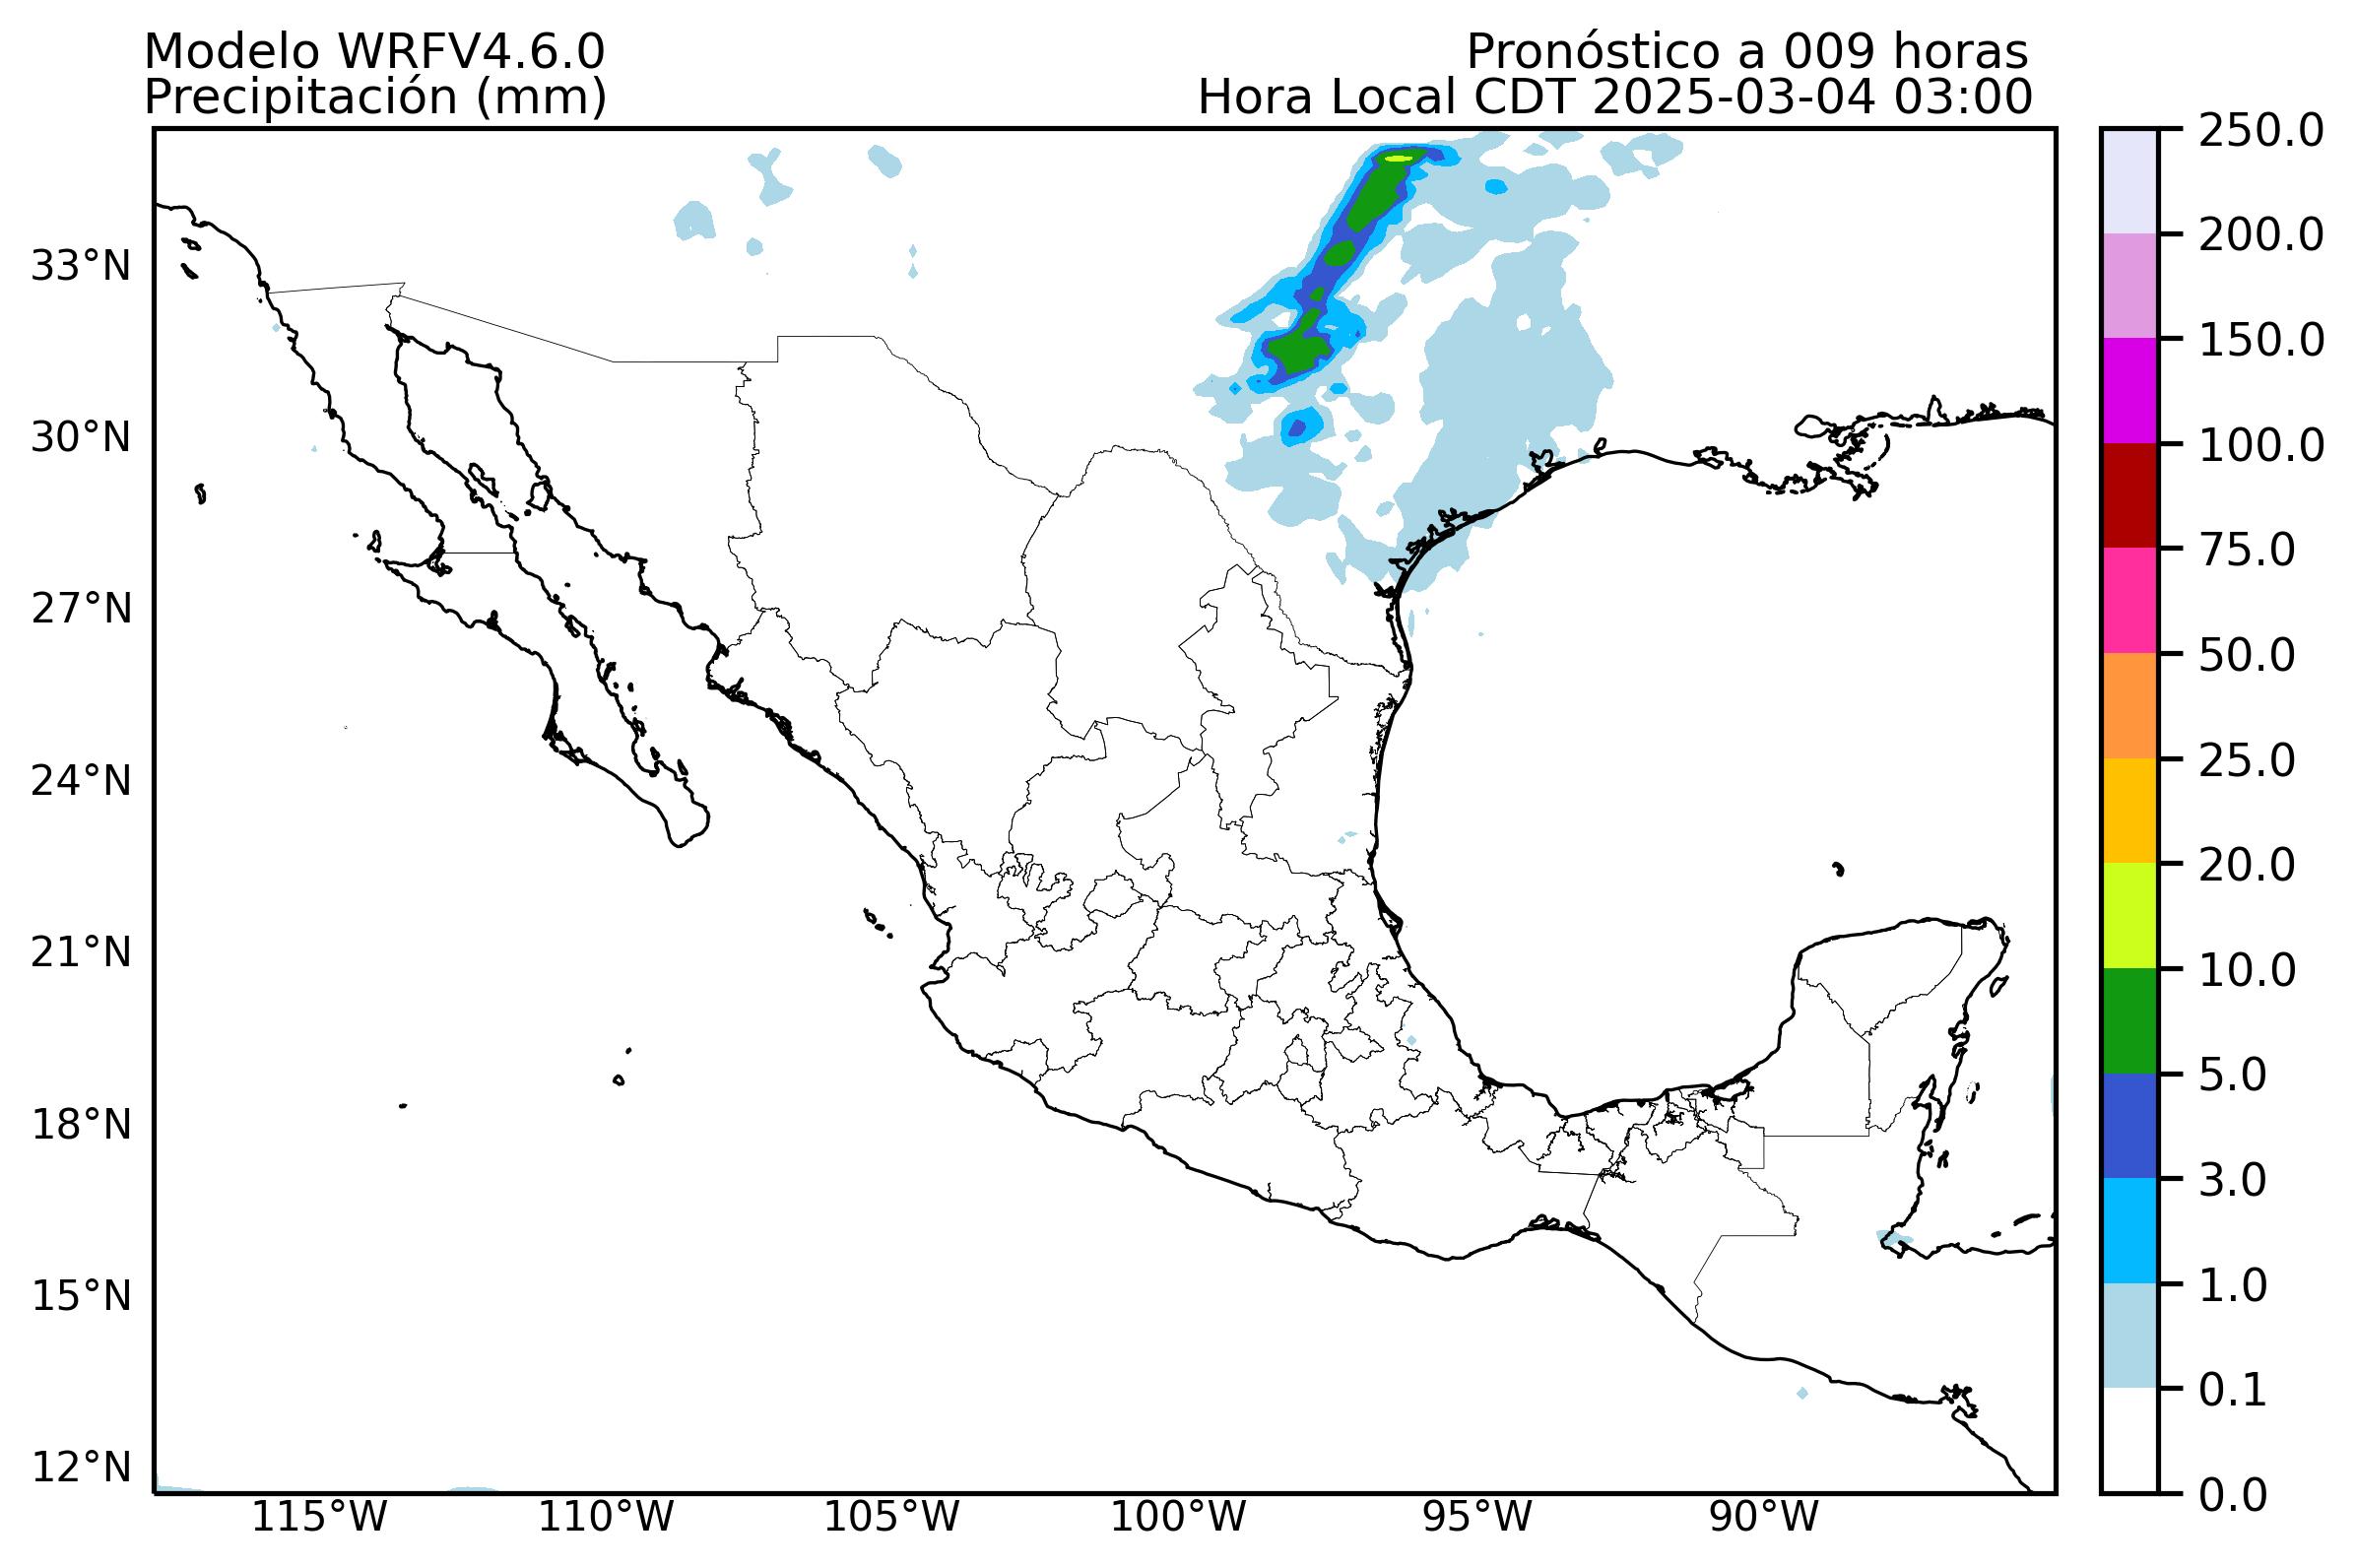 Modelo WRFV4.6.0
Precipitación (mm)
Pronóstico a 009 horas
Hora Local CDT 2025-03-04 03:00
33°N
30°N
27°N
24°N
21°N
18°N
15°N
12°N
115°W
110°W
105°W
100°W
95°W
90°W
250.0
200.0
150.0
100.0
75.0
50.0
25.0
20.0
10.0
5.0
3.0
1.0
0.1
0.0